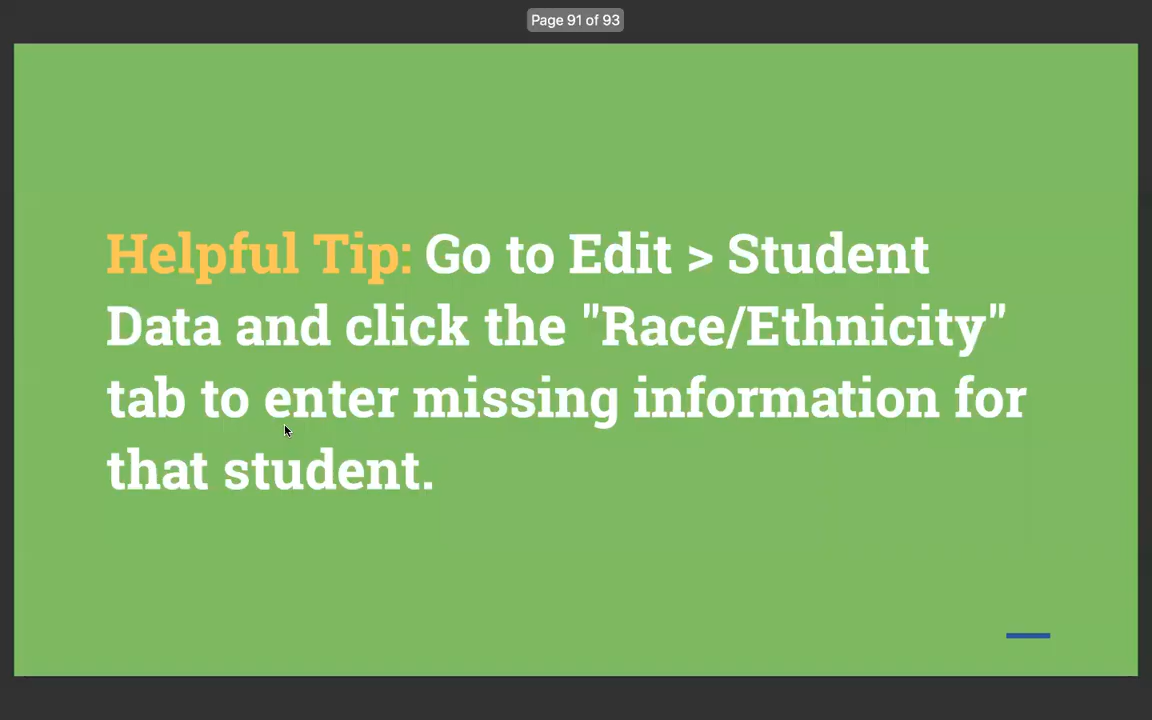 Page 91 of 93
Helpful Tip: Go to Edit > Student
Data and click the "Race/Ethnicity"
tab to enter missing information for
that student.